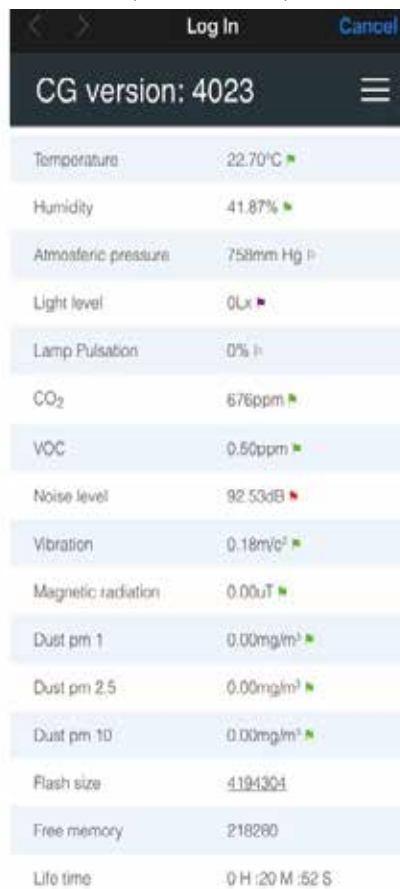 Log In Cancel
CG version: 4023
Temperature 22.70°C
Humidity 41.87%
Atmosferic pressure 758mm Hg
Light level 0Lx
Lamp Pulsation 0%
CO₂ 676ppm
VOC 0.50ppm
Noise level 92.53dB
Vibration 0.18m/c²
Magnetic radiation 0.00uT
Dust pm 1 0.00mg/m³
Dust pm 2.5 0.00mg/m³
Dust pm 10 0.00mg/m³
Flash size 4194304
Free memory 218280
Life time 0 H :20 M :52 S